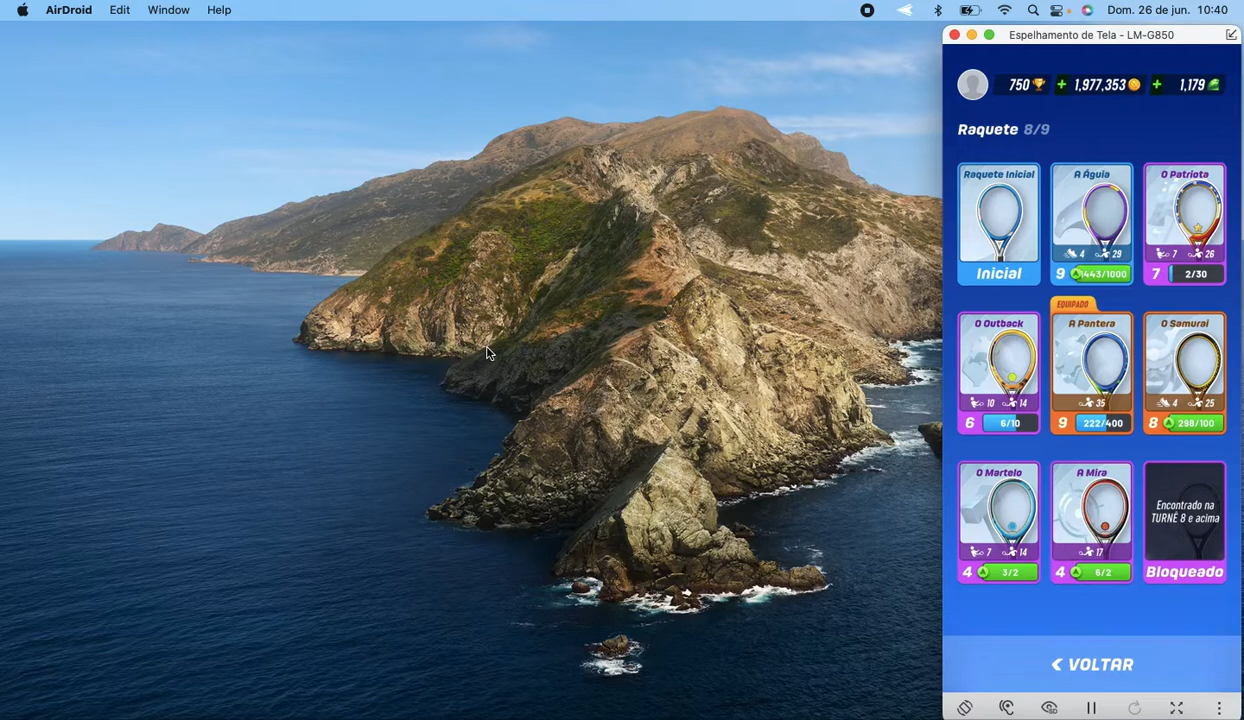 AirDroid Edit Window Help Dom. 26 de jun. 10:40
Espelhamento de Tela - LM-G850
750 + 1,977,353 + 1,179
Raquete 8/9
Raquete Inicial
Inicial
A Águia
4 29
9 1443/1000
O Patriota
7 26
7 2/30
O Outback
10 14
6 6/10
EQUIPADO
A Pantera
35
9 222/400
O Samurai
4 25
8 298/100
O Martelo
7 14
4 3/2
A Mira
17
4 6/2
Encontrado na
TURNÊ 8 e acima
Bloqueado
< VOLTAR